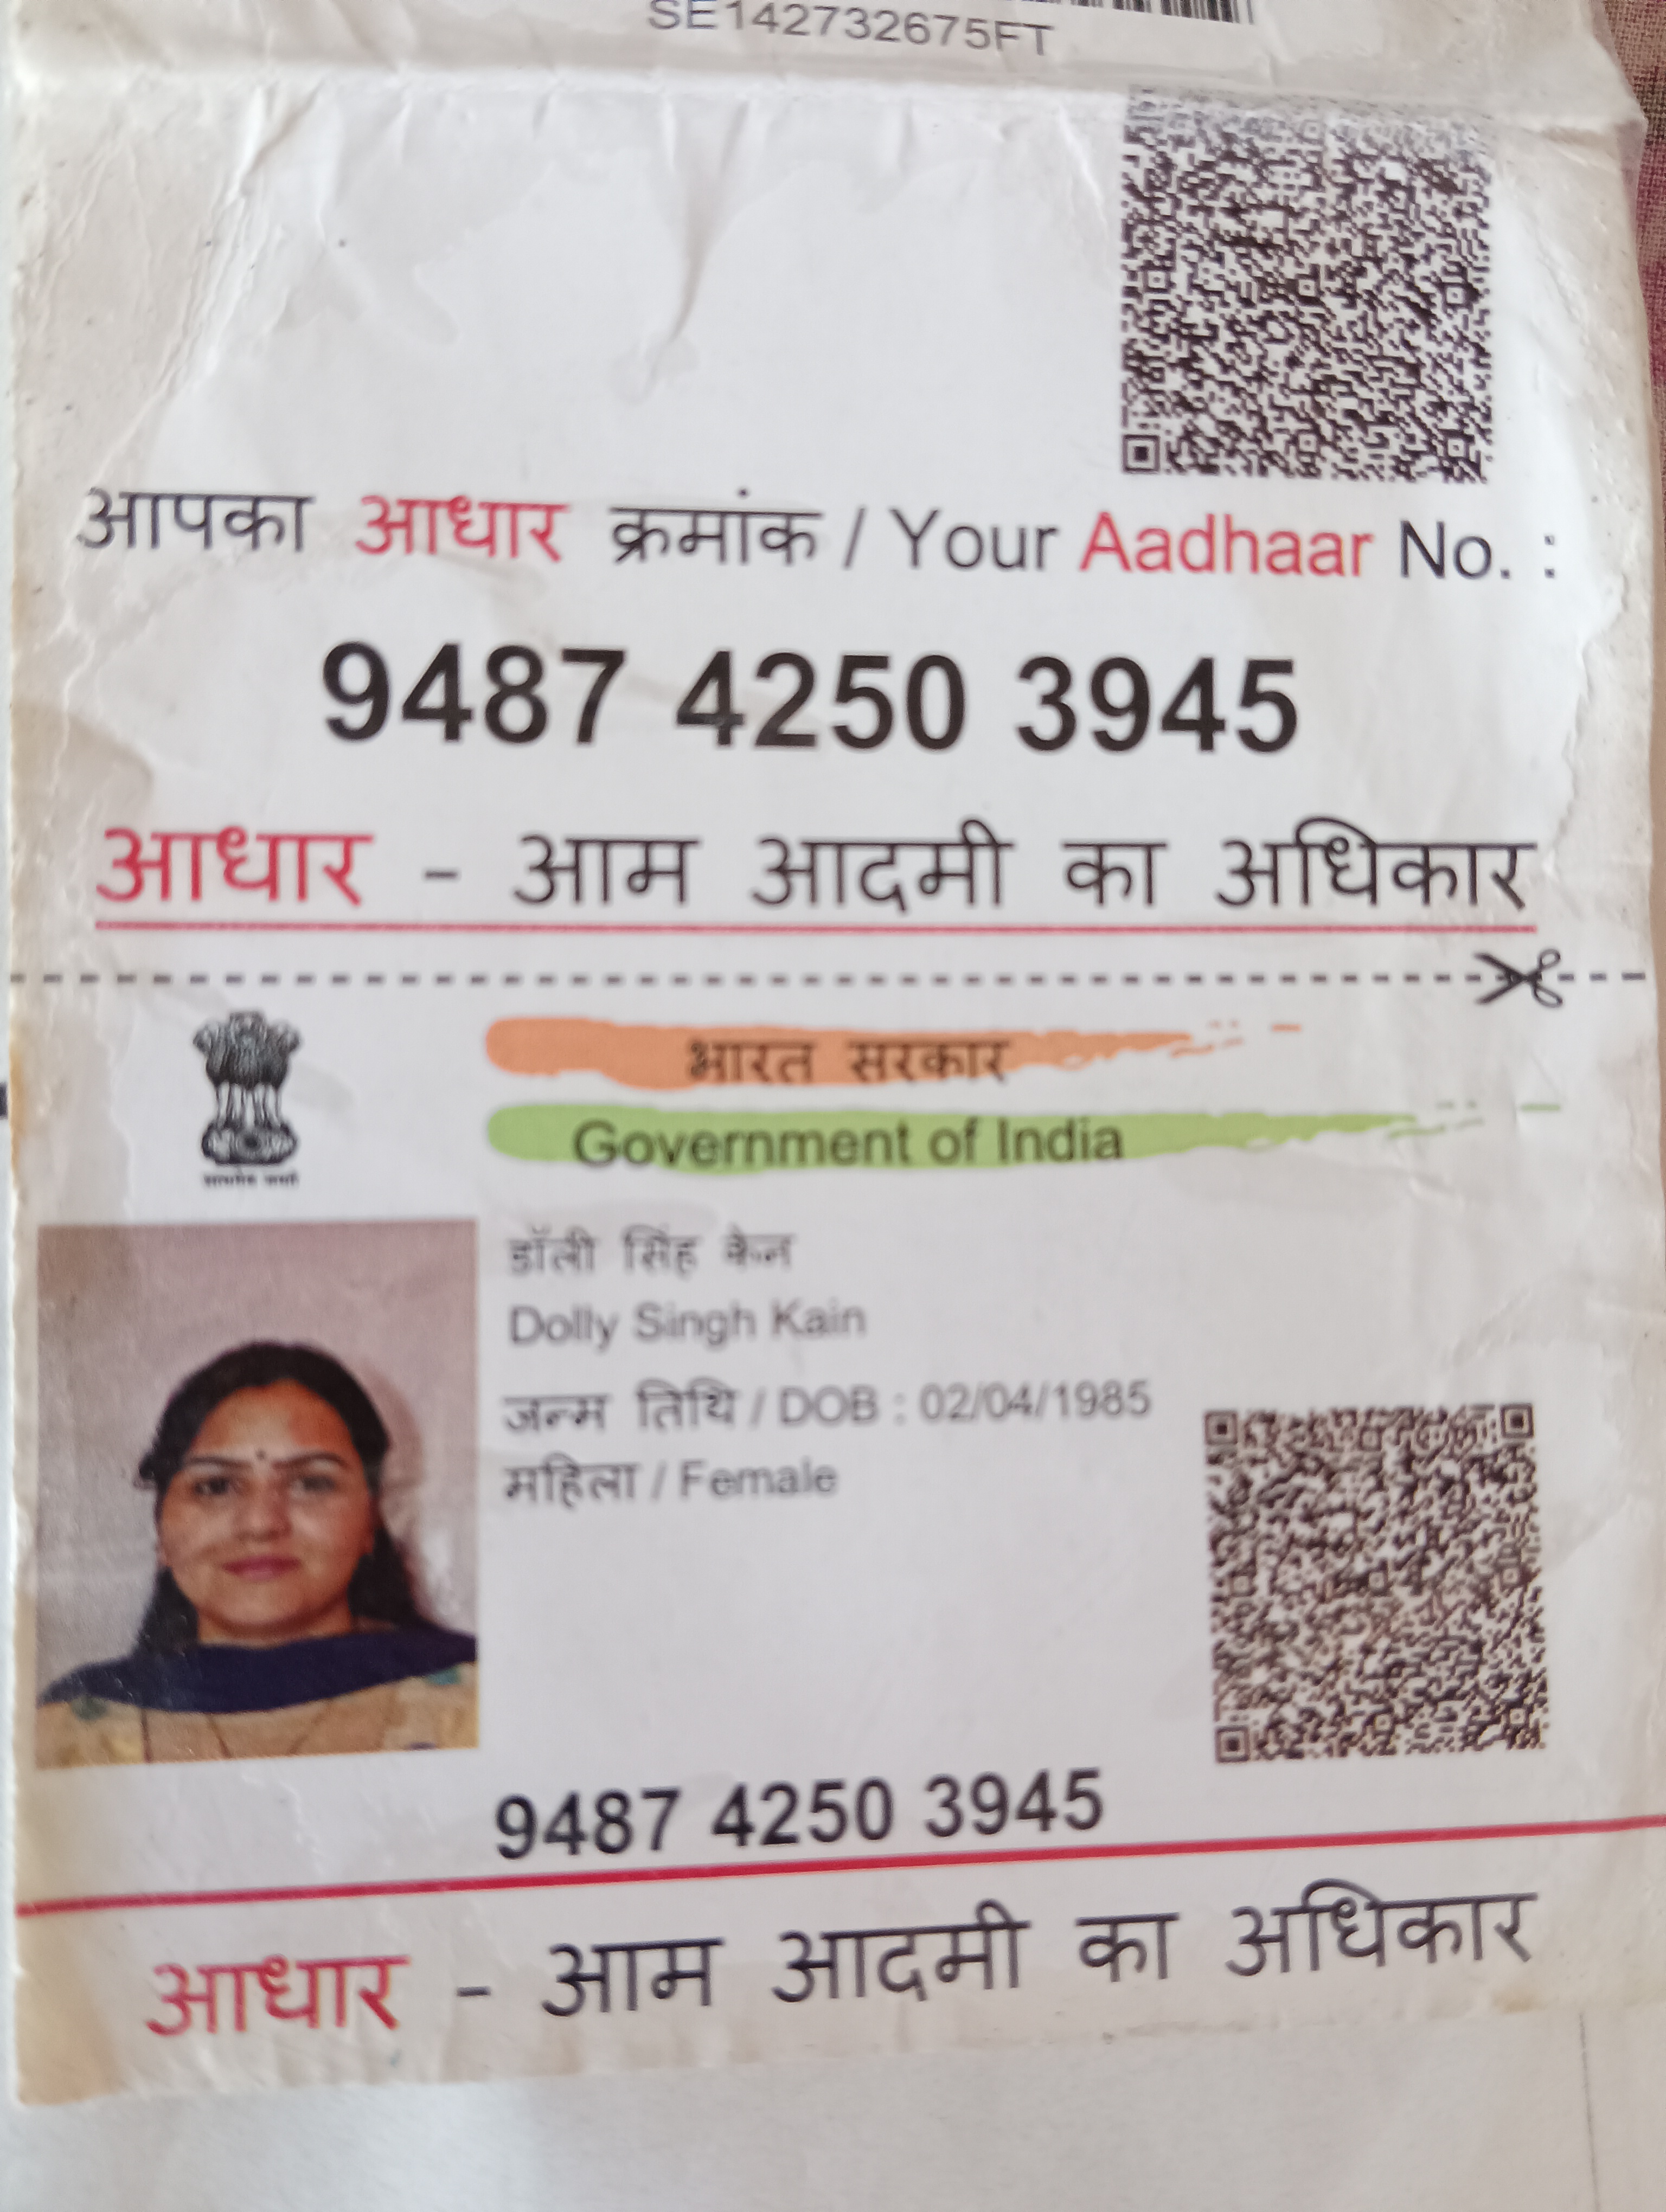 SE142732675FT
आपका आधार क्रमांक / Your Aadhaar No. :
9487 4250 3945
आधार - आम आदमी का अधिकार
भारत सरकार
Government of India
डॉली सिंह केन
Dolly Singh Kain
जन्म तिथि / DOB : 02/04/1985
महिला / Female
9487 4250 3945
आधार - आम आदमी का अधिकार